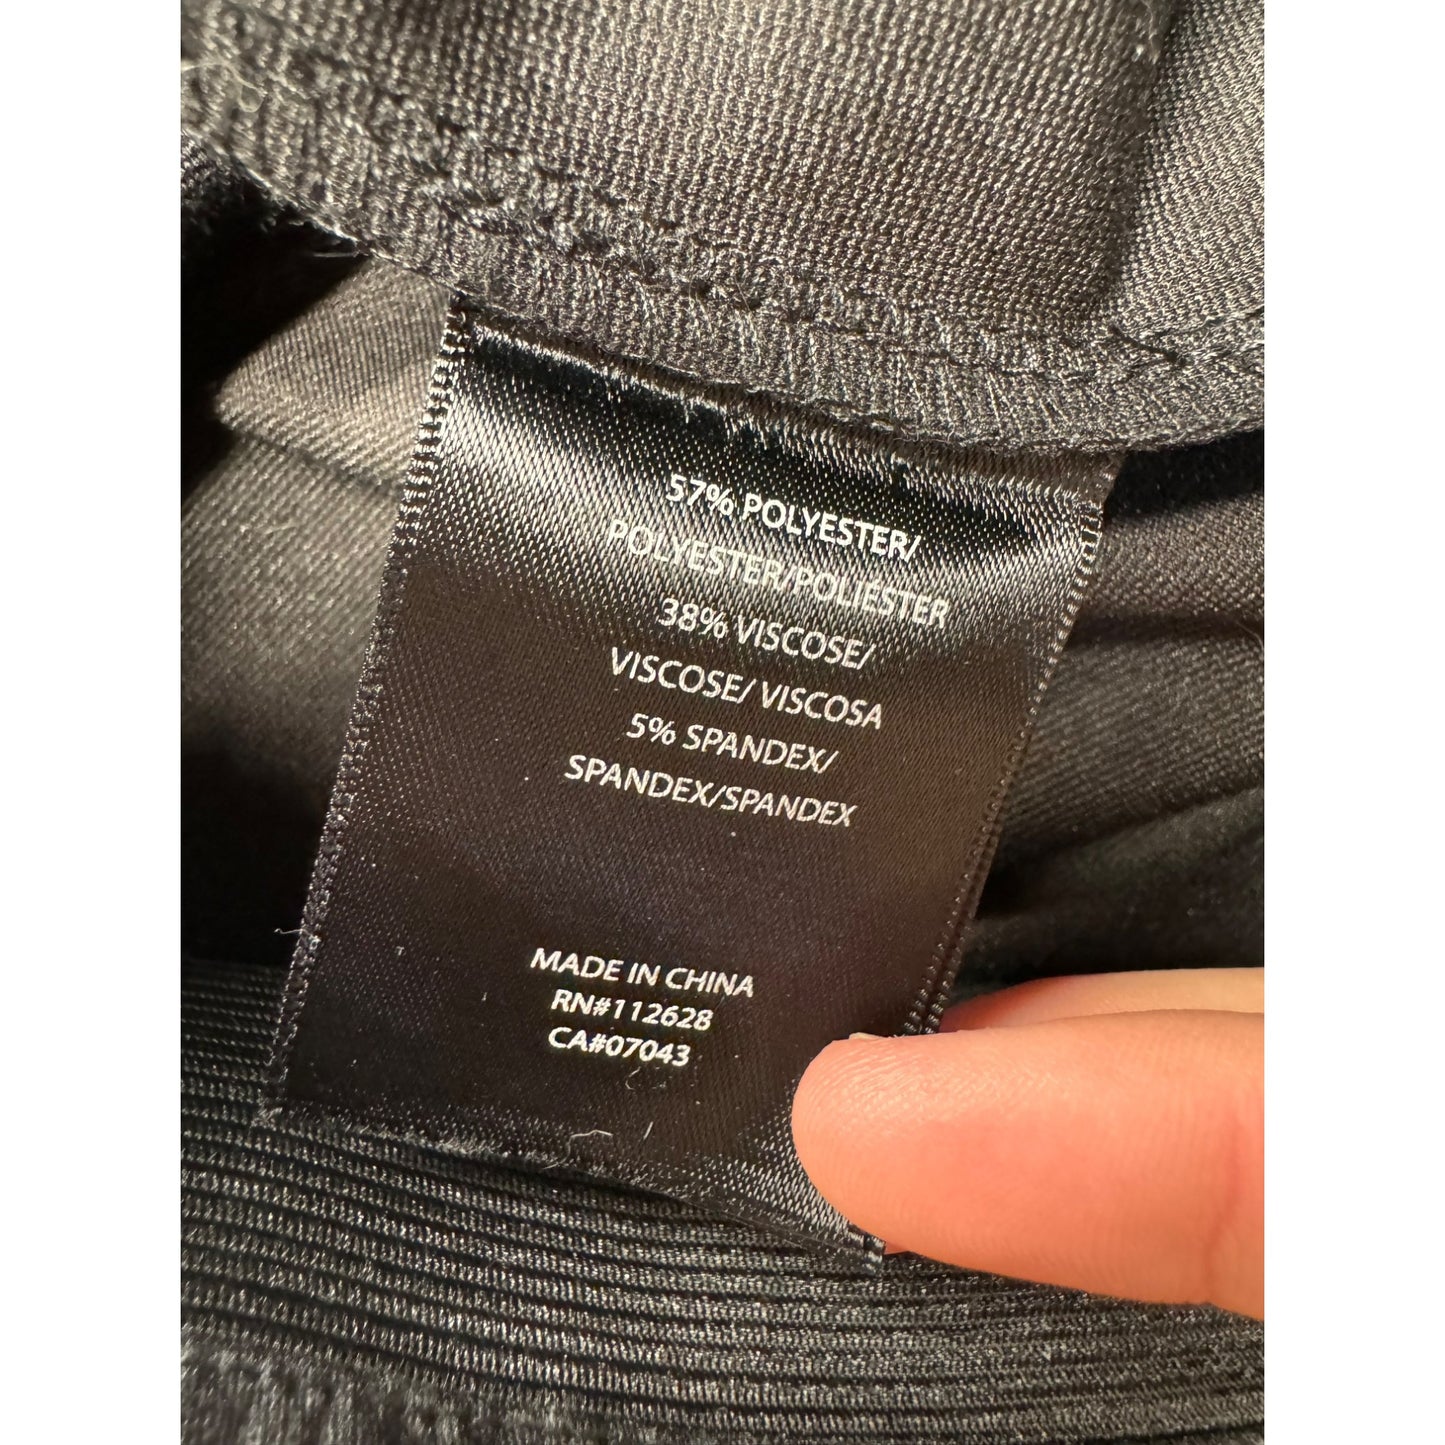 57% POLYESTER/
POLYESTER/POLIÉSTER
38% VISCOSE/
VISCOSE/ VISCOSA
5% SPANDEX/
SPANDEX/SPANDEX
MADE IN CHINA
RN#112628
CA#07043